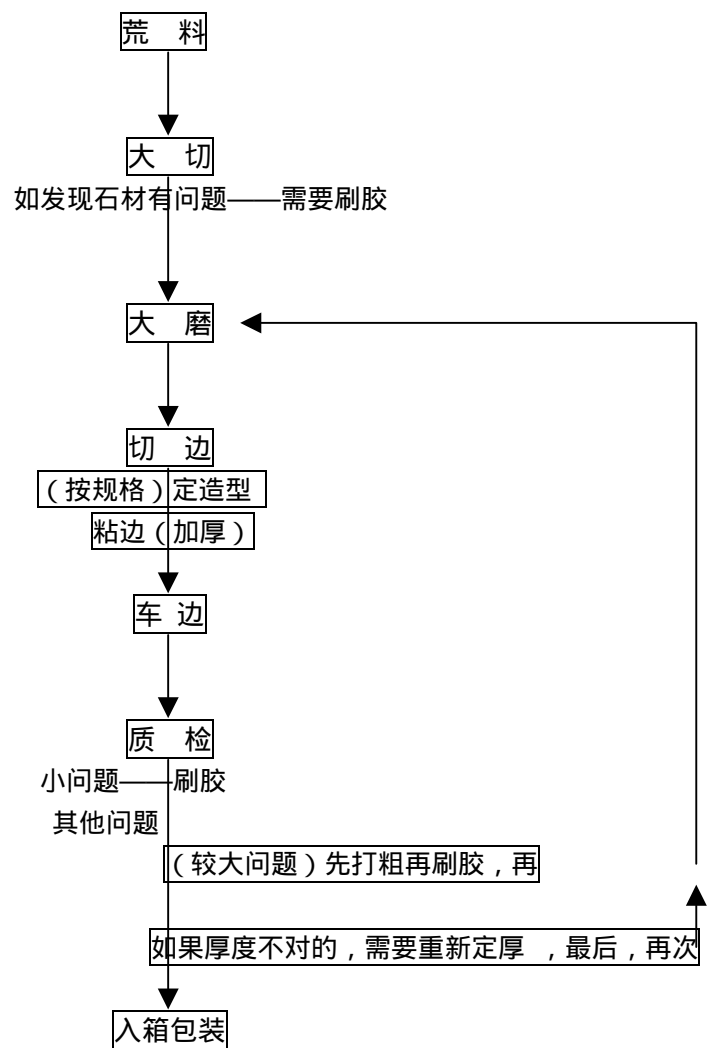 荒　料
大　切
如发现石材有问题——需要刷胶
大　磨
切　边
（按规格）定造型
粘边（加厚）
车 边
质　检
小问题——刷胶
其他问题
（较大问题）先打粗再刷胶，再
如果厚度不对的，需要重新定厚　，最后，再次
入箱包装